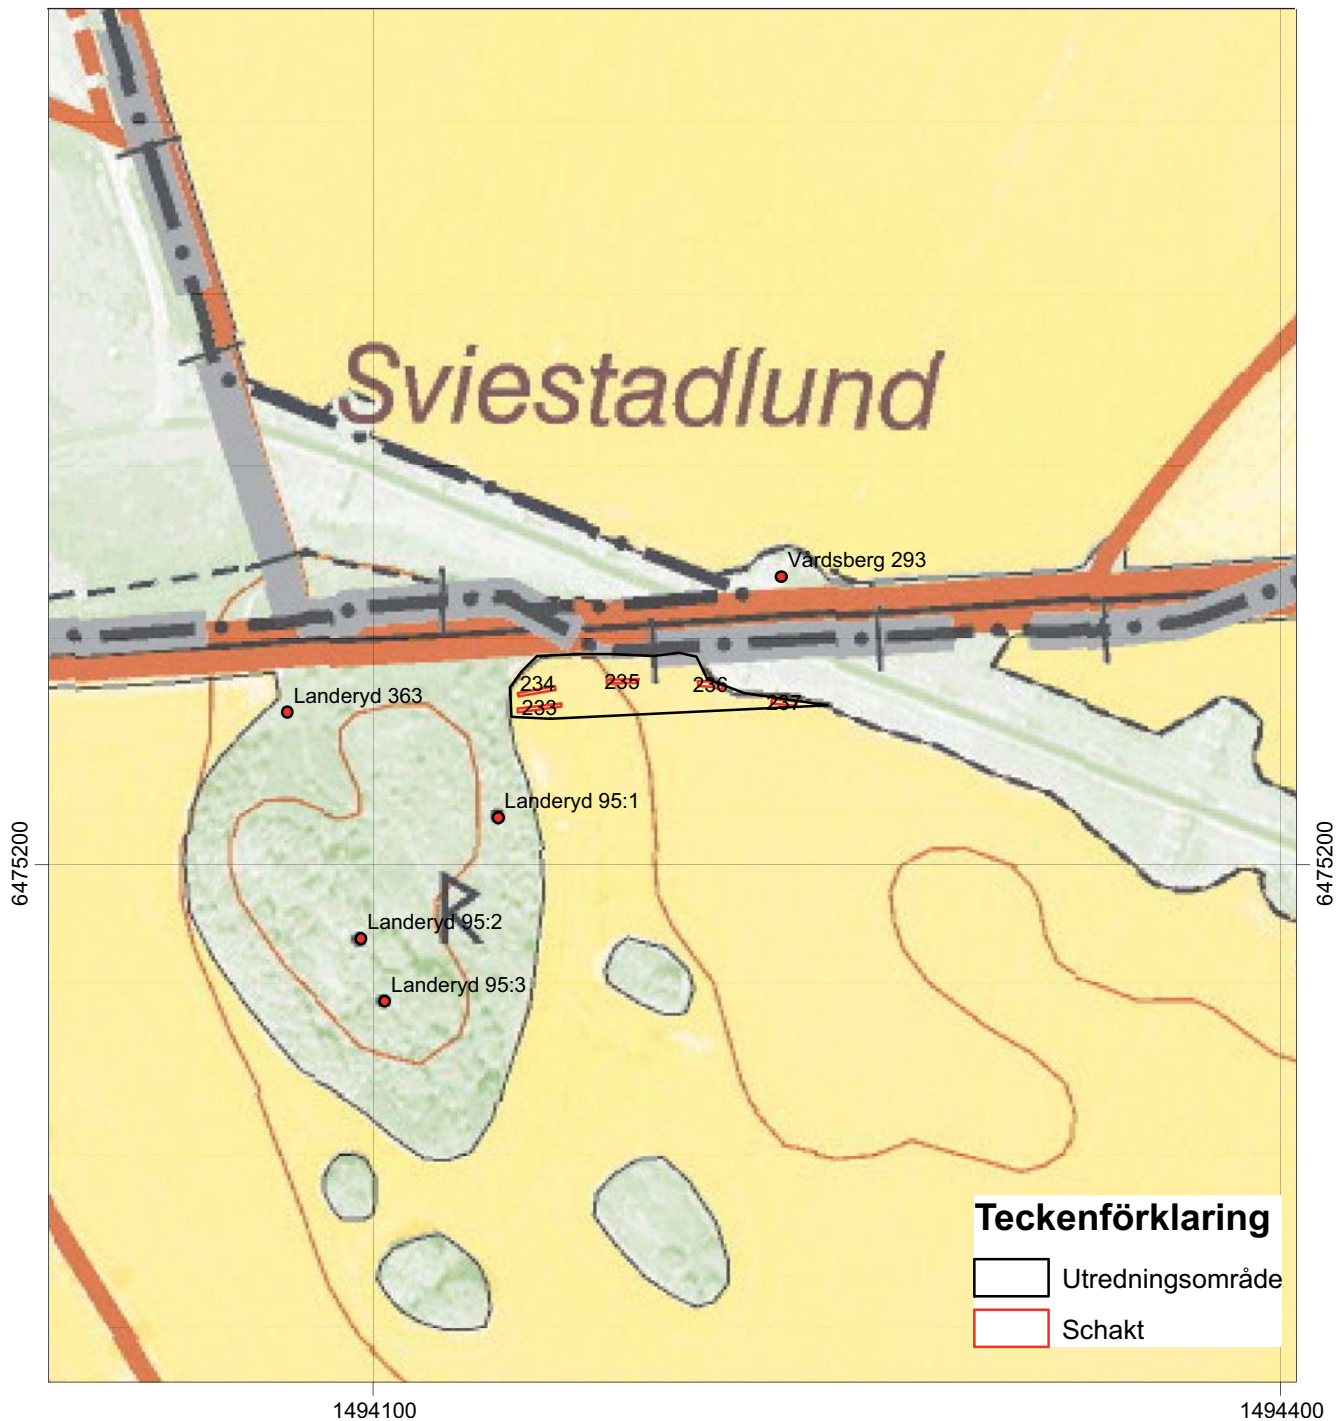 Sviestadlund
Vårdsberg 293
234
235
236
237
233
Landeryd 363
Landeryd 95:1
6475200
6475200
R
Landeryd 95:2
Landeryd 95:3
Teckenförklaring
Utredningsområde
Schakt
1494100
1494400